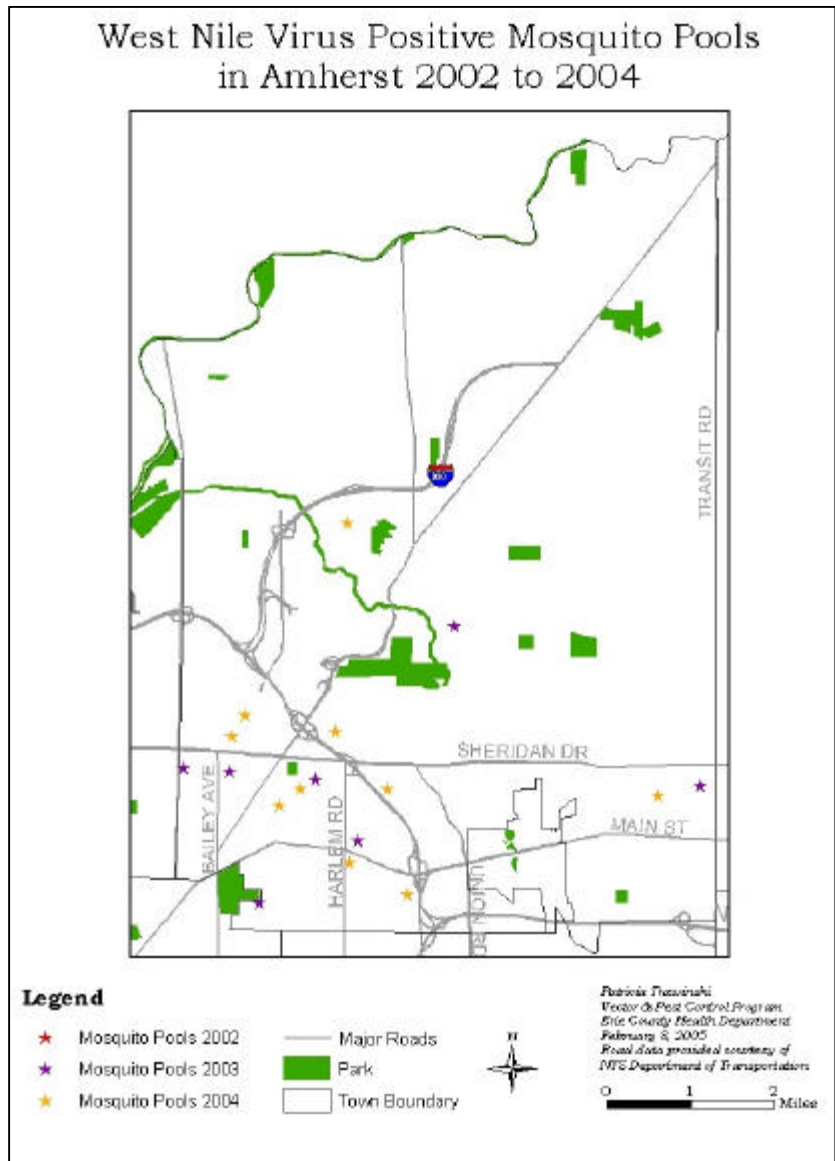 West Nile Virus Positive Mosquito Pools
in Amherst 2002 to 2004
TRANSIT RD
SHERIDAN DR
BAILEY AVE
HARLEM RD
MAIN ST
UNION RD
Legend
Mosquito Pools 2002
Mosquito Pools 2003
Mosquito Pools 2004
Major Roads
Park
Town Boundary
N
Patricia
Vector & Pest Control Program
Erie County Health Department
February 8, 2005
Road data provided courtesy of
NYS Department of Transportation
0 1 2
Miles